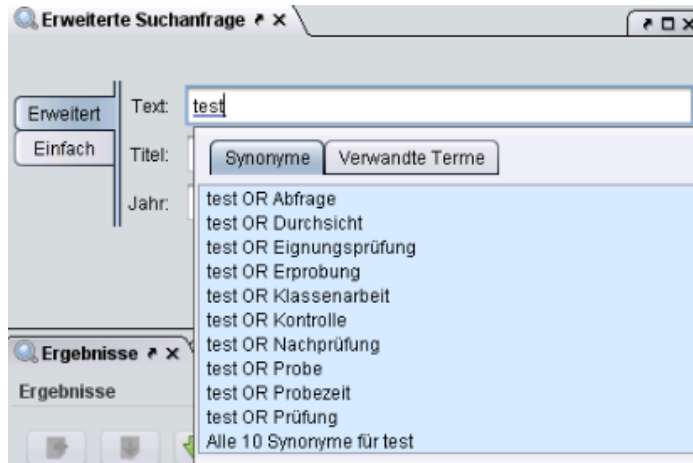 Erweiterte Suchanfrage
Erweitert
Einfach
Text: test
Titel:
Jahr:
Synonyme Verwandte Terme
test OR Abfrage
test OR Durchsicht
test OR Eignungsprüfung
test OR Erprobung
test OR Klassenarbeit
test OR Kontrolle
test OR Nachprüfung
test OR Probe
test OR Probezeit
test OR Prüfung
Alle 10 Synonyme für test
Ergebnisse
Ergebnisse